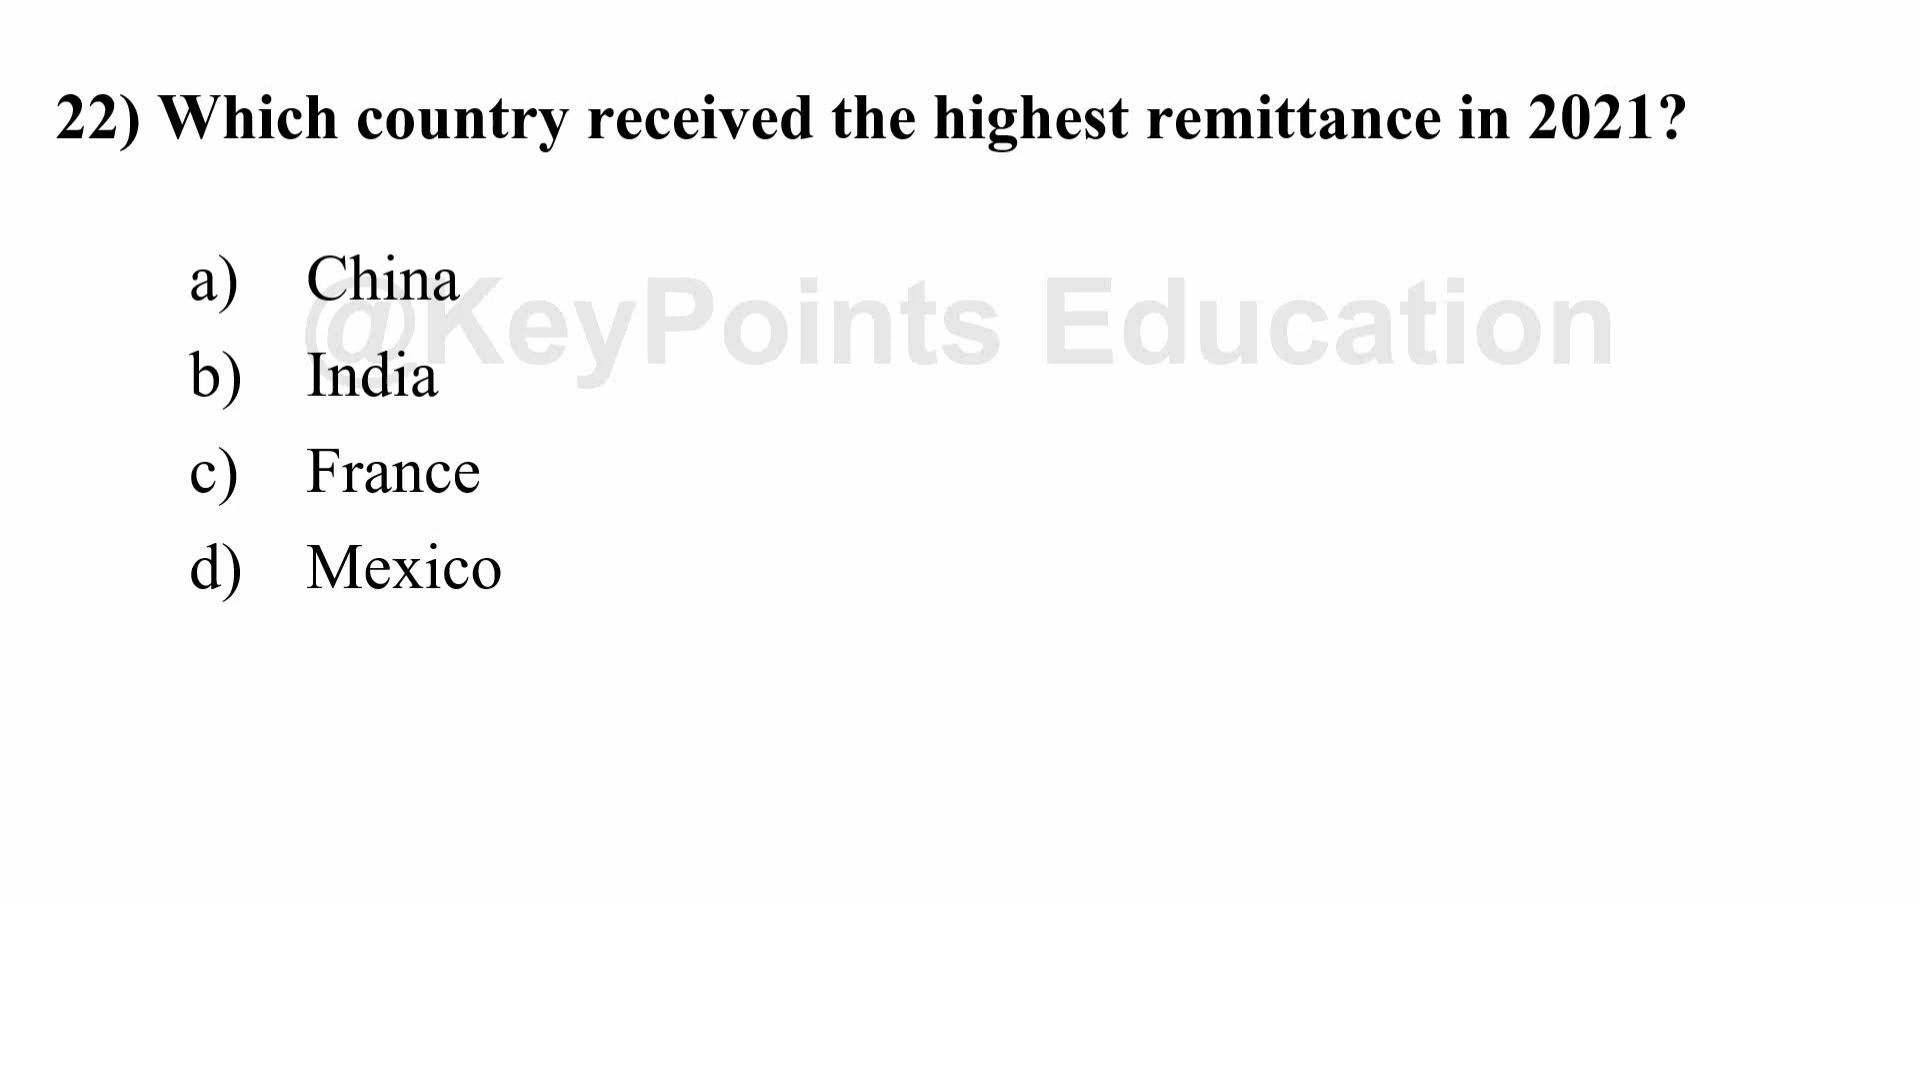 22) Which country received the highest remittance in 2021?
a) China
@KeyPoints Education
b) India
c) France
d) Mexico